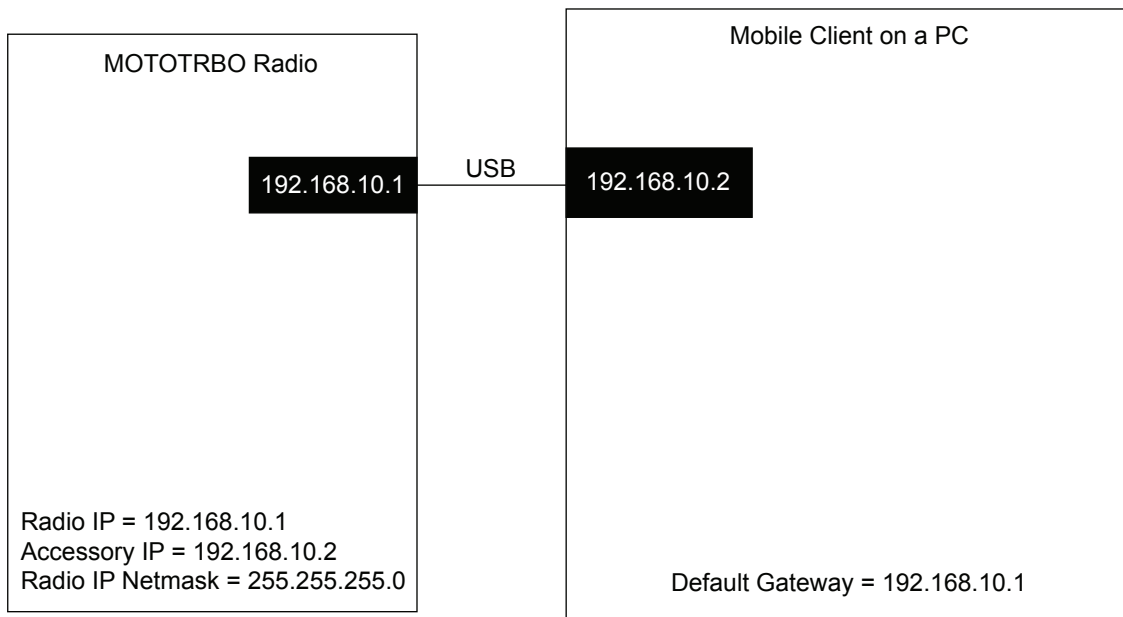 Mobile Client on a PC
MOTOTRBO Radio
192.168.10.1
USB
192.168.10.2
Radio IP = 192.168.10.1
Accessory IP = 192.168.10.2
Radio IP Netmask = 255.255.255.0
Default Gateway = 192.168.10.1